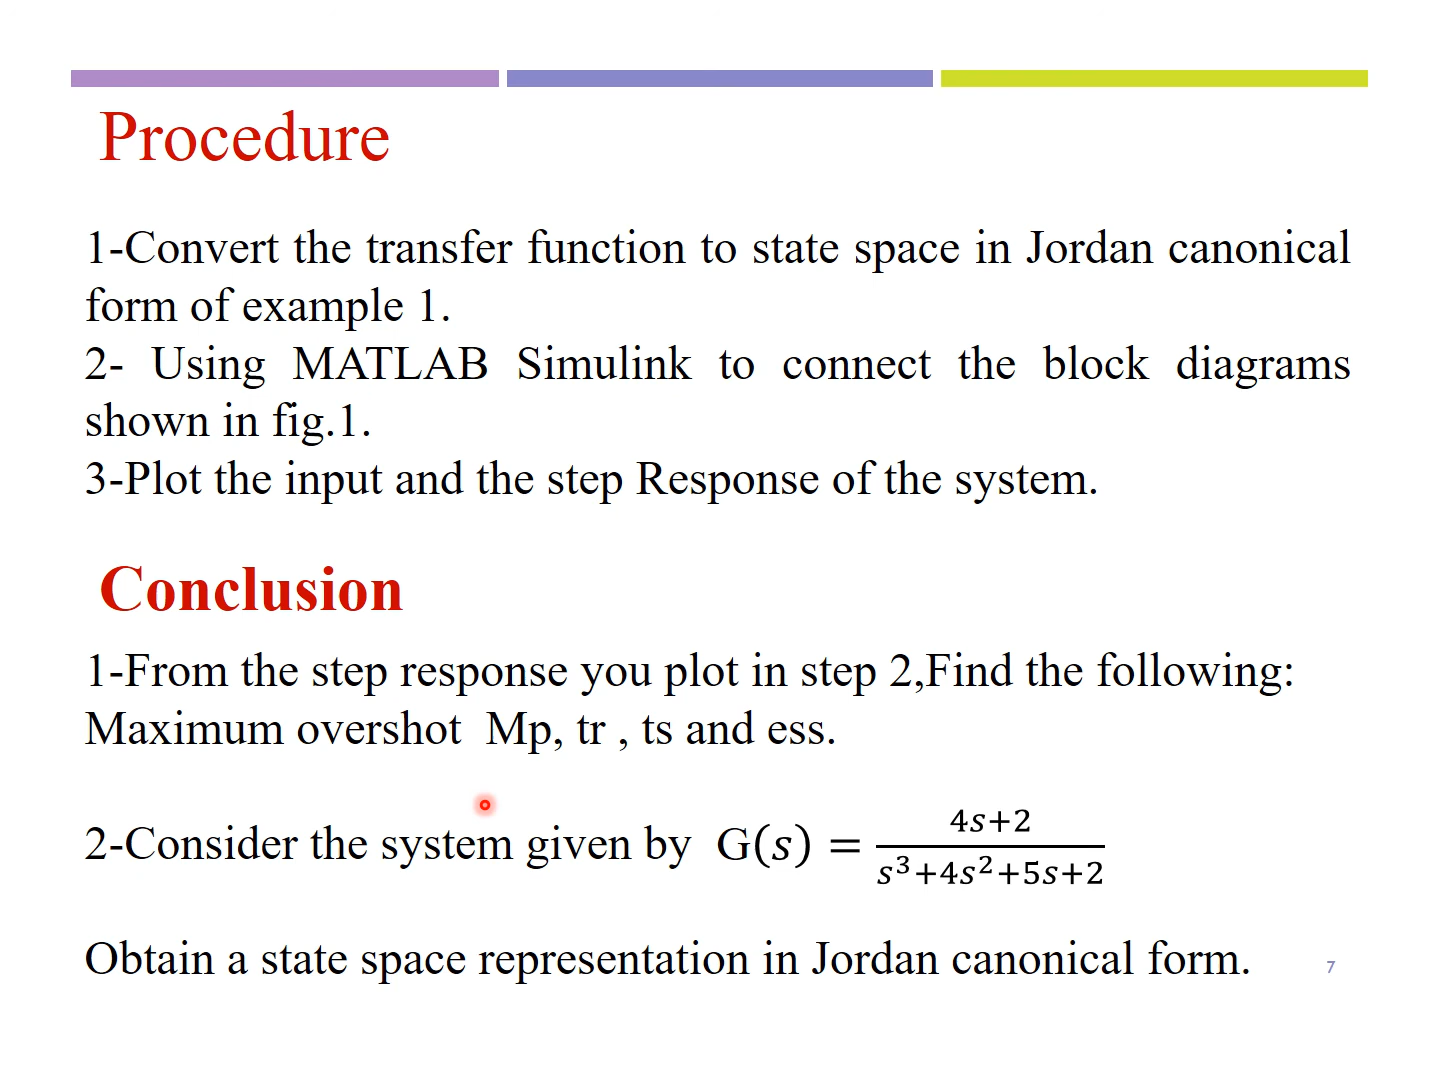 Procedure
1-Convert the transfer function to state space in Jordan canonical
form of example 1.
2- Using MATLAB Simulink to connect the block diagrams
shown in fig.1.
3-Plot the input and the step Response of the system.
Conclusion
1-From the step response you plot in step 2,Find the following:
Maximum overshot  Mp, tr , ts and ess.
2-Consider the system given by  G(s) = (4s+2)/(s³+4s²+5s+2)
Obtain a state space representation in Jordan canonical form.
7